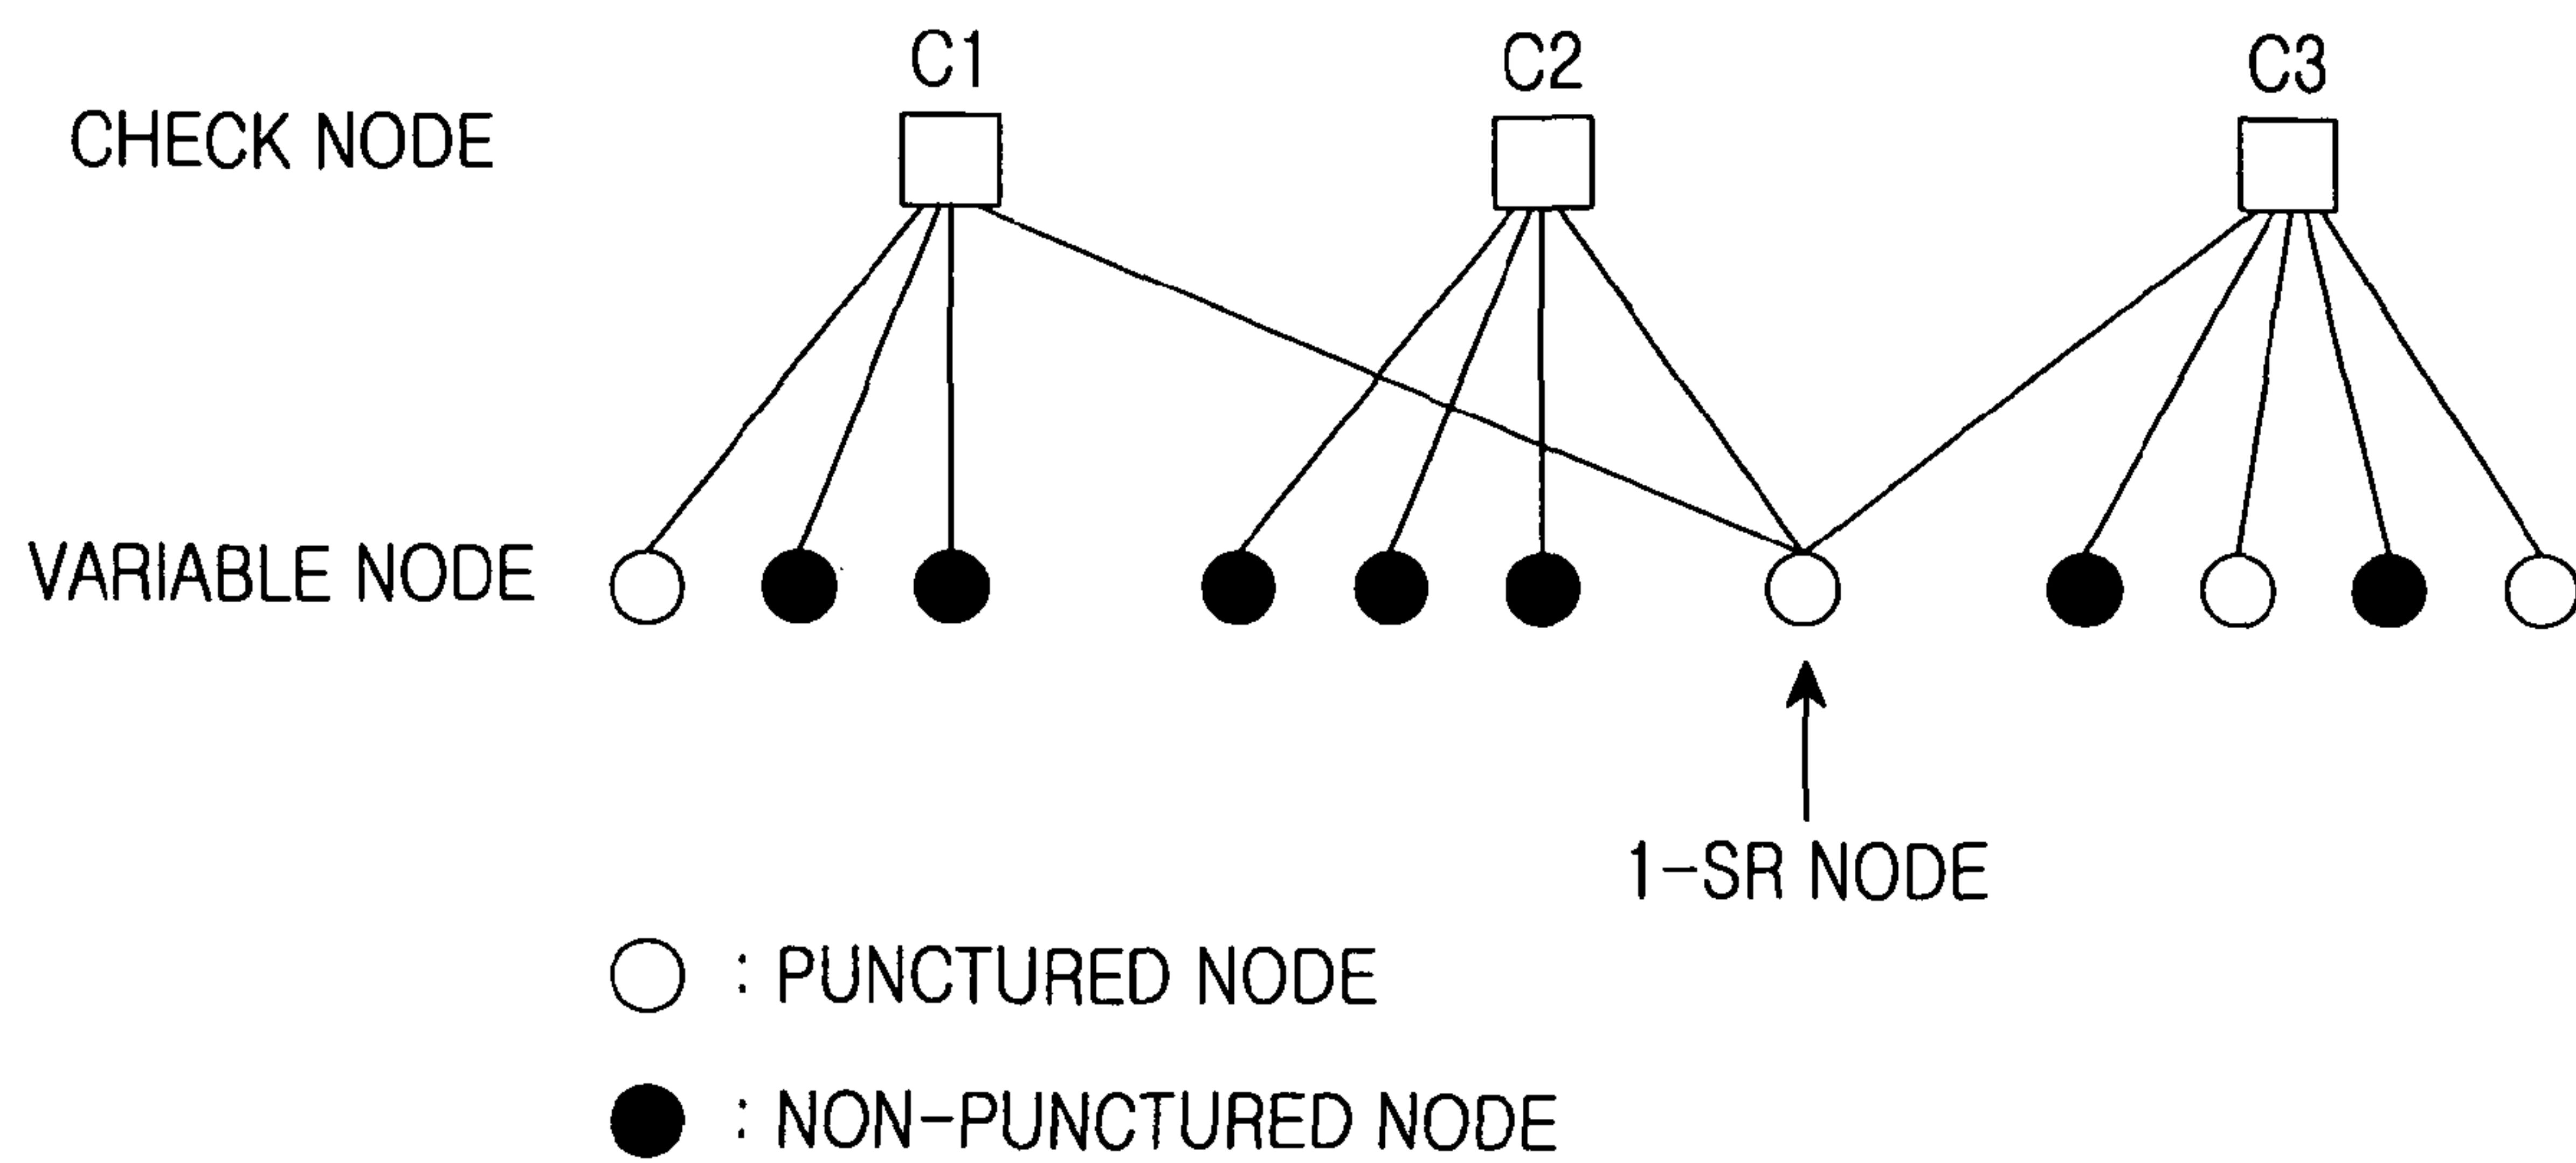 C1
C2
C3
CHECK NODE
VARIABLE NODE
1-SR NODE
: PUNCTURED NODE
: NON-PUNCTURED NODE